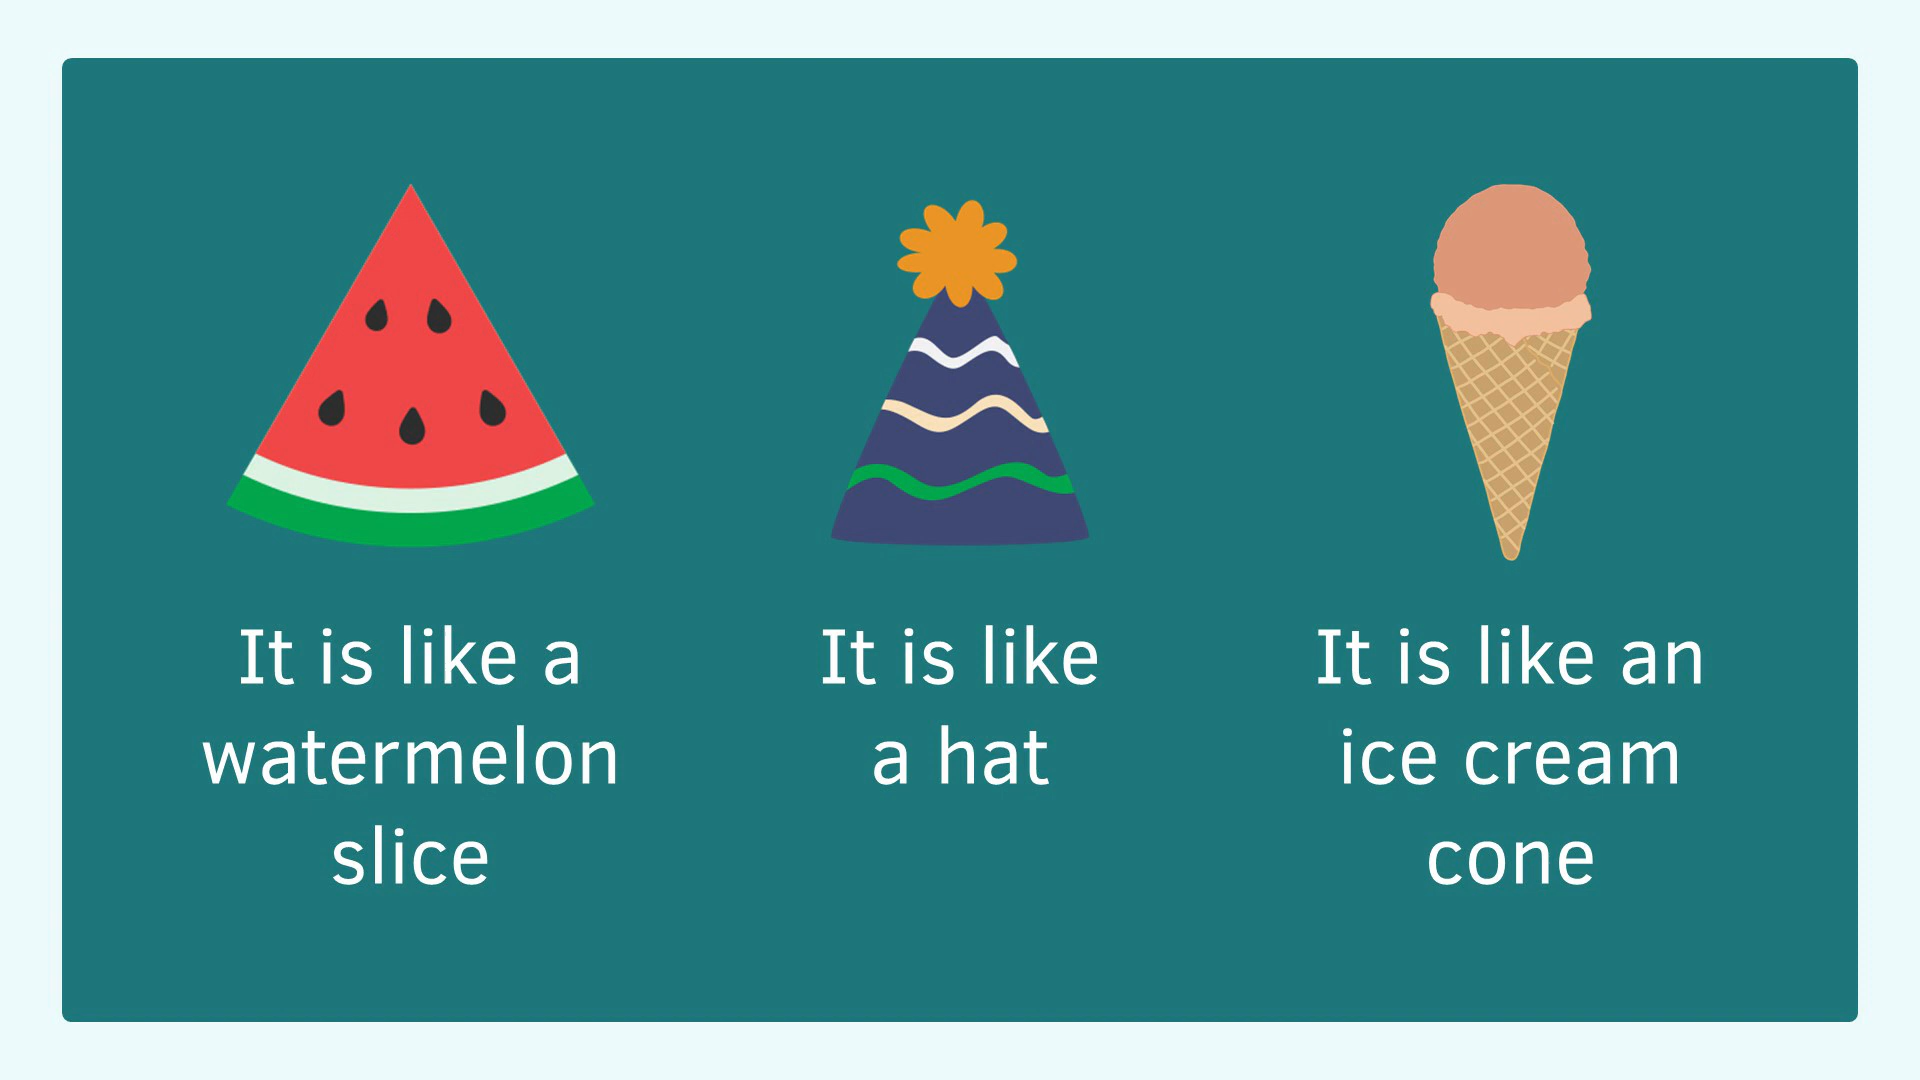 It is like a
watermelon
slice
It is like
a hat
It is like an
ice cream
cone